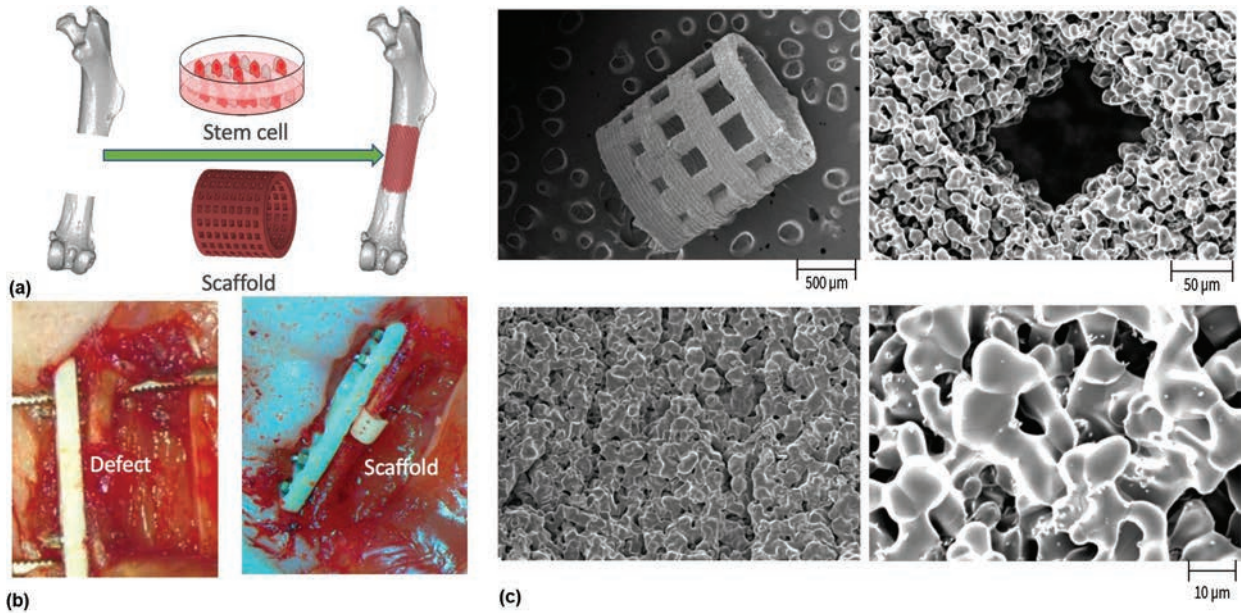 Stem cell
Scaffold
(a)
Defect
Scaffold
(b)
500 µm
50 µm
10 µm
(c)